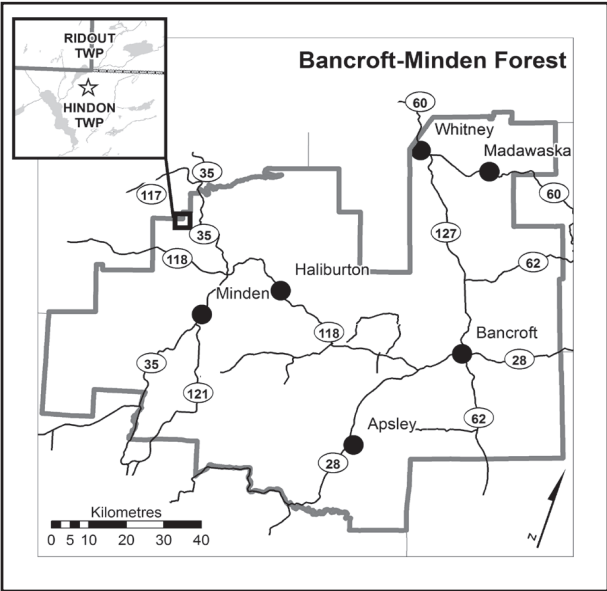 Bancroft-Minden Forest
RIDOUT
TWP
HINDON
TWP
60
Whitney
Madawaska
60
35
117
35
127
118
62
Haliburton
Minden
118
Bancroft
28
35
121
62
Apsley
28
Kilometres
0 5 10 20 30 40
N